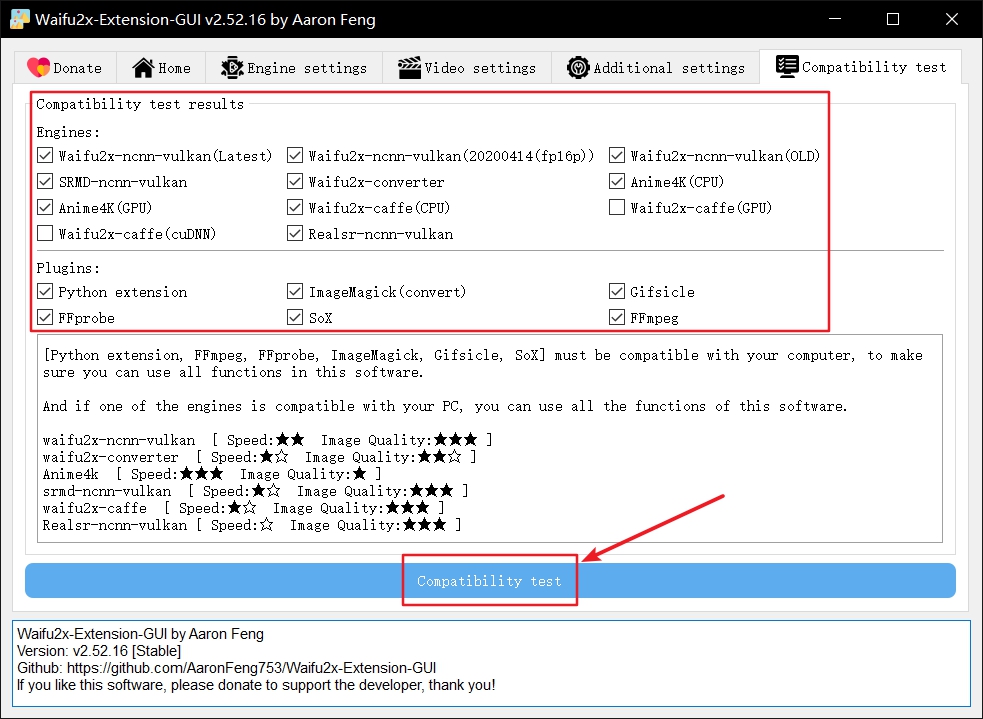 Waifu2x-Extension-GUI v2.52.16 by Aaron Feng
Donate Home Engine settings Video settings Additional settings Compatibility test
Compatibility test results
Engines:
Waifu2x-ncnn-vulkan(Latest) Waifu2x-ncnn-vulkan(20200414(fp16p)) Waifu2x-ncnn-vulkan(OLD)
SRMD-ncnn-vulkan Waifu2x-converter Anime4K(CPU)
Anime4K(GPU) Waifu2x-caffe(CPU) Waifu2x-caffe(GPU)
Waifu2x-caffe(cuDNN) Realsr-ncnn-vulkan
Plugins:
Python extension ImageMagick(convert) Gifsicle
FFprobe SoX FFmpeg
[Python extension, FFmpeg, FFprobe, ImageMagick, Gifsicle, SoX] must be compatible with your computer, to make
sure you can use all functions in this software.
And if one of the engines is compatible with your PC, you can use all the functions of this software.
waifu2x-ncnn-vulkan [ Speed:★★ Image Quality:★★★ ]
waifu2x-converter [ Speed:★☆ Image Quality:★★☆ ]
Anime4k [ Speed:★★★ Image Quality:★ ]
srmd-ncnn-vulkan [ Speed:★☆ Image Quality:★★★ ]
waifu2x-caffe [ Speed:★☆ Image Quality:★★★ ]
Realsr-ncnn-vulkan [ Speed:☆ Image Quality:★★★ ]
Compatibility test
Waifu2x-Extension-GUI by Aaron Feng
Version: v2.52.16 [Stable]
Github: https://github.com/AaronFeng753/Waifu2x-Extension-GUI
If you like this software, please donate to support the developer, thank you!